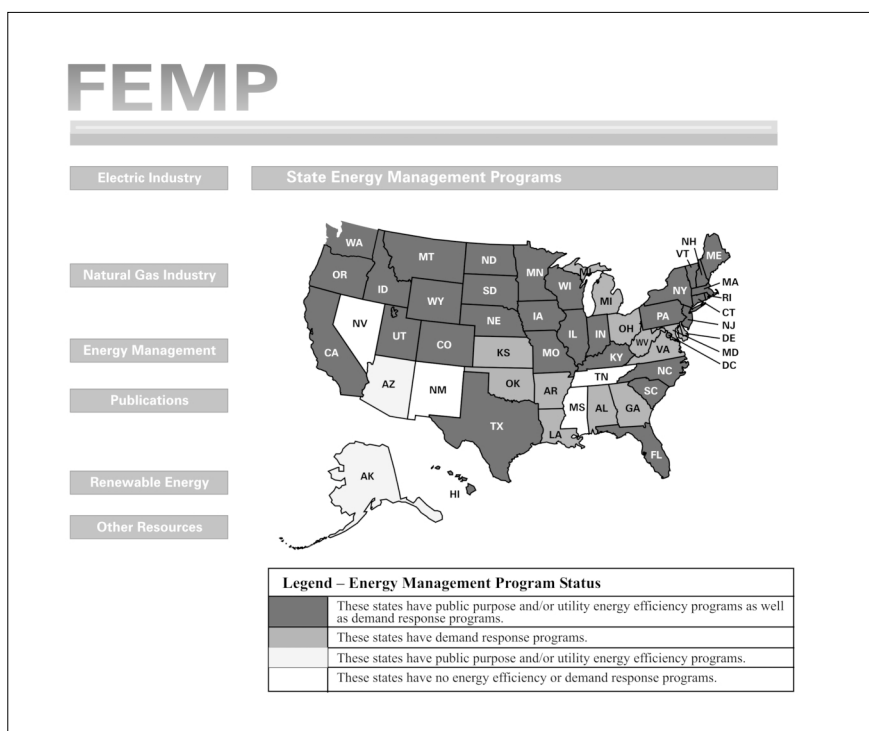 FEMP
Electric Industry
State Energy Management Programs
Natural Gas Industry
Energy Management
Publications
Renewable Energy
Other Resources
WA
OR
CA
NV
ID
MT
WY
UT
CO
AZ
NM
ND
SD
NE
KS
OK
TX
MN
IA
MO
AR
LA
WI
IL
MI
MI
IN
OH
KY
TN
MS
AL
GA
FL
SC
NC
VA
WV
PA
NY
VT
NH
ME
MA
RI
CT
NJ
DE
MD
DC
AK
HI
Legend – Energy Management Program Status
These states have public purpose and/or utility energy efficiency programs as well
as demand response programs.
These states have demand response programs.
These states have public purpose and/or utility energy efficiency programs.
These states have no energy efficiency or demand response programs.